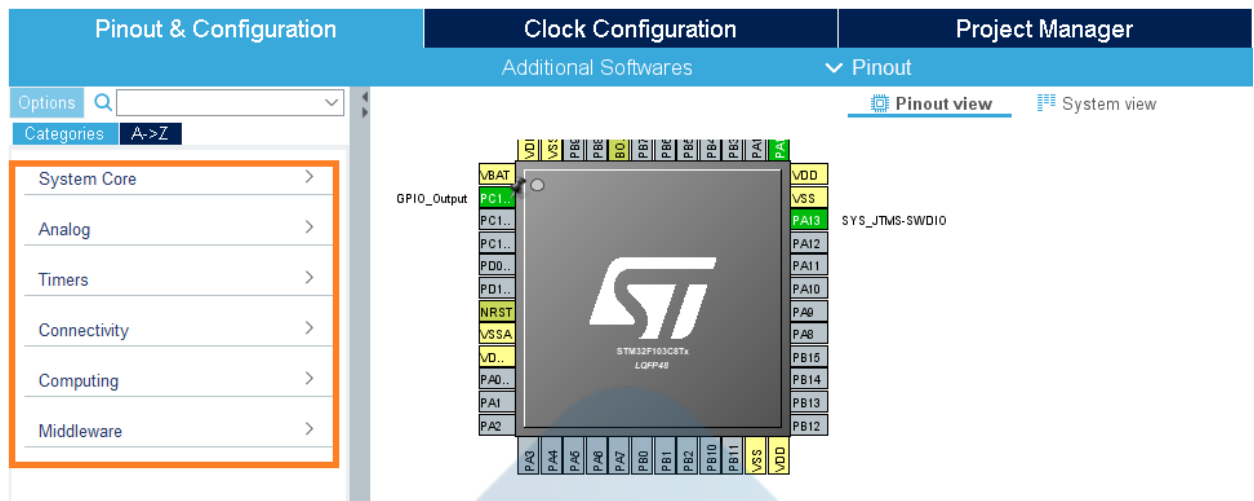 Pinout & Configuration
Clock Configuration
Project Manager
Additional Softwares
Pinout
Options
Pinout view
System view
Categories
A->Z
System Core
Analog
Timers
Connectivity
Computing
Middleware
VBAT
GPIO_Output
PC1..
PC1..
PC1..
PD0..
PD1..
NRST
VSSA
VD..
PA0..
PA1
PA2
VDD
VSS
PA13
SYS_JTMS-SWDIO
PA12
PA11
PA10
PA9
PA8
PB15
PB14
PB13
PB12
ST
STM32F103C8Tx
LQFP48
PA3
PA4
PA5
PA6
PA7
PB0
PB1
PB2
PB10
PB11
VSS
VDD